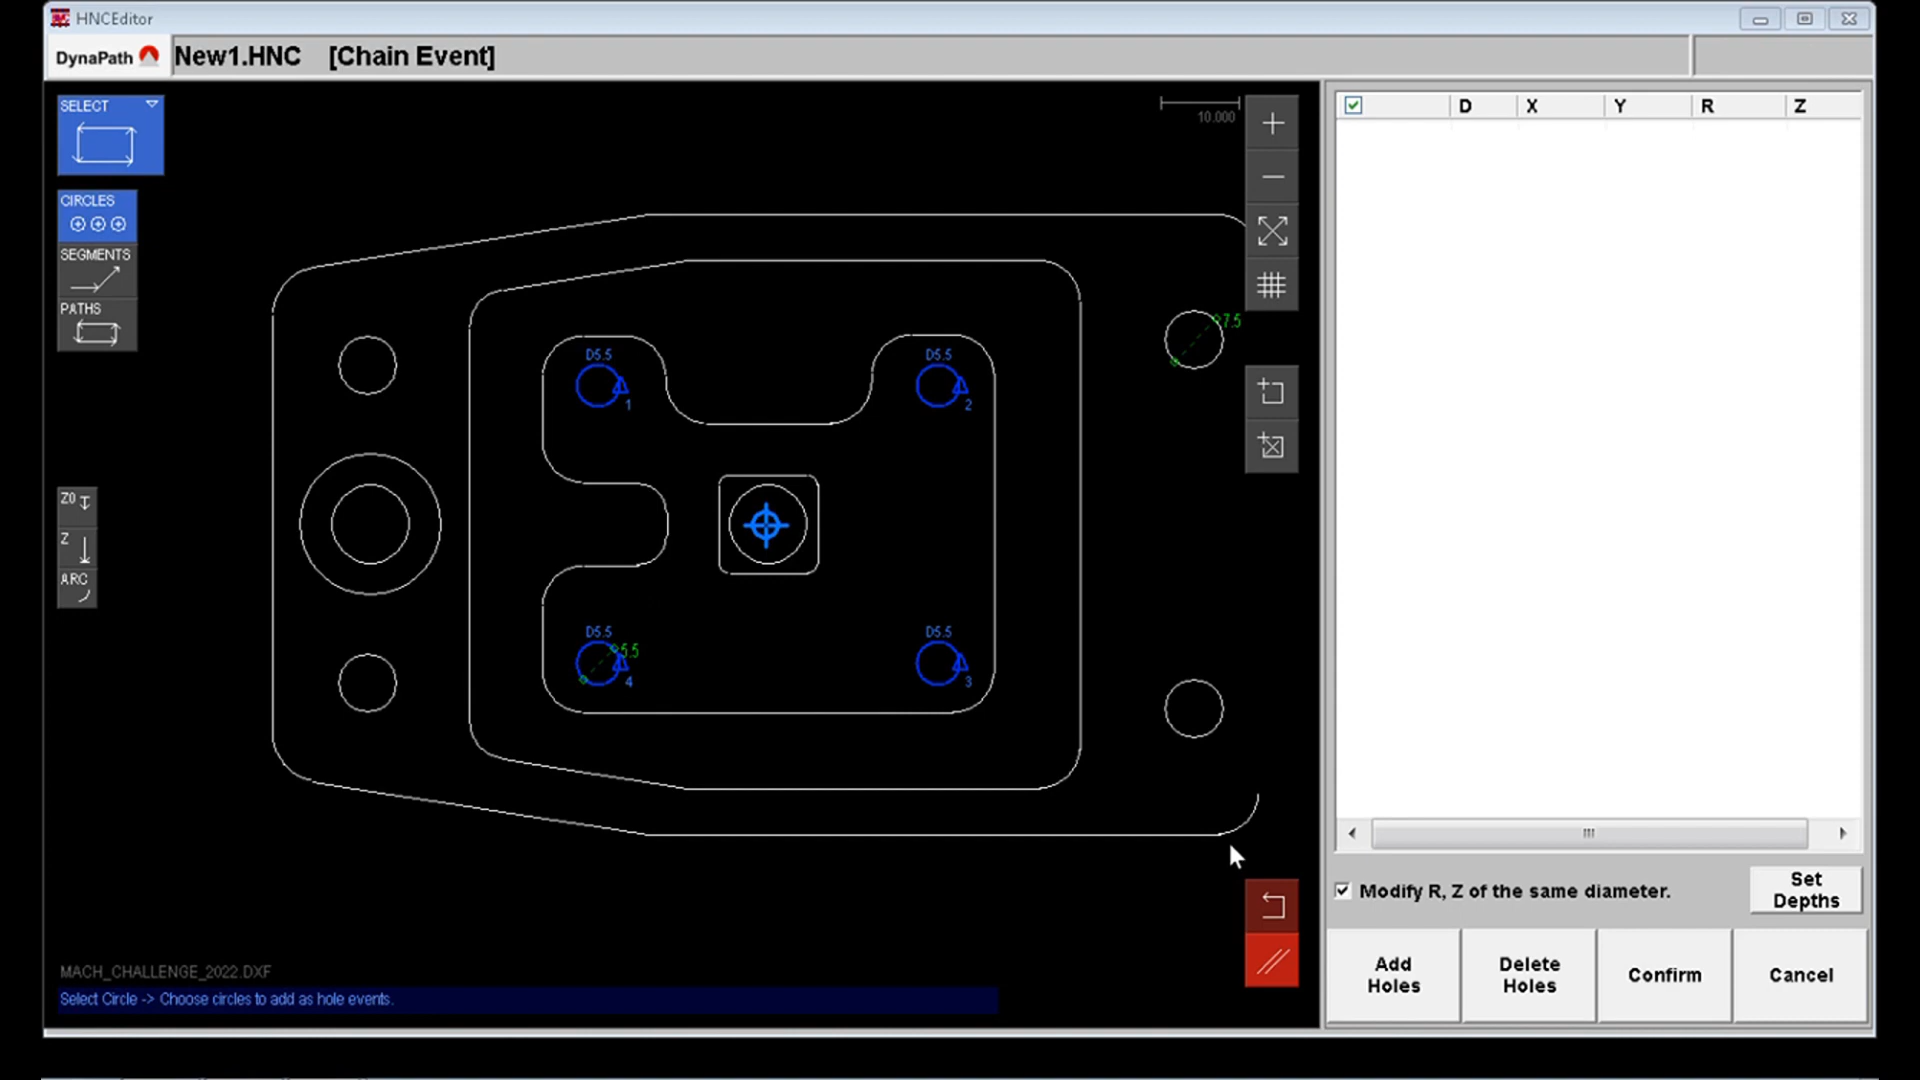 HNCEditor
DynaPath New1.HNC [Chain Event]
SELECT
CIRCLES
SEGMENTS
PATHS
Z0
Z
ARC
10.000
7.5
D5.5
1
D5.5
2
D5.5
5.5
4
D5.5
3
MACH_CHALLENGE_2022.DXF
Select Circle -> Choose circles to add as hole events.
D X Y R Z
Modify R, Z of the same diameter.
Set
Depths
Add
Holes
Delete
Holes
Confirm
Cancel